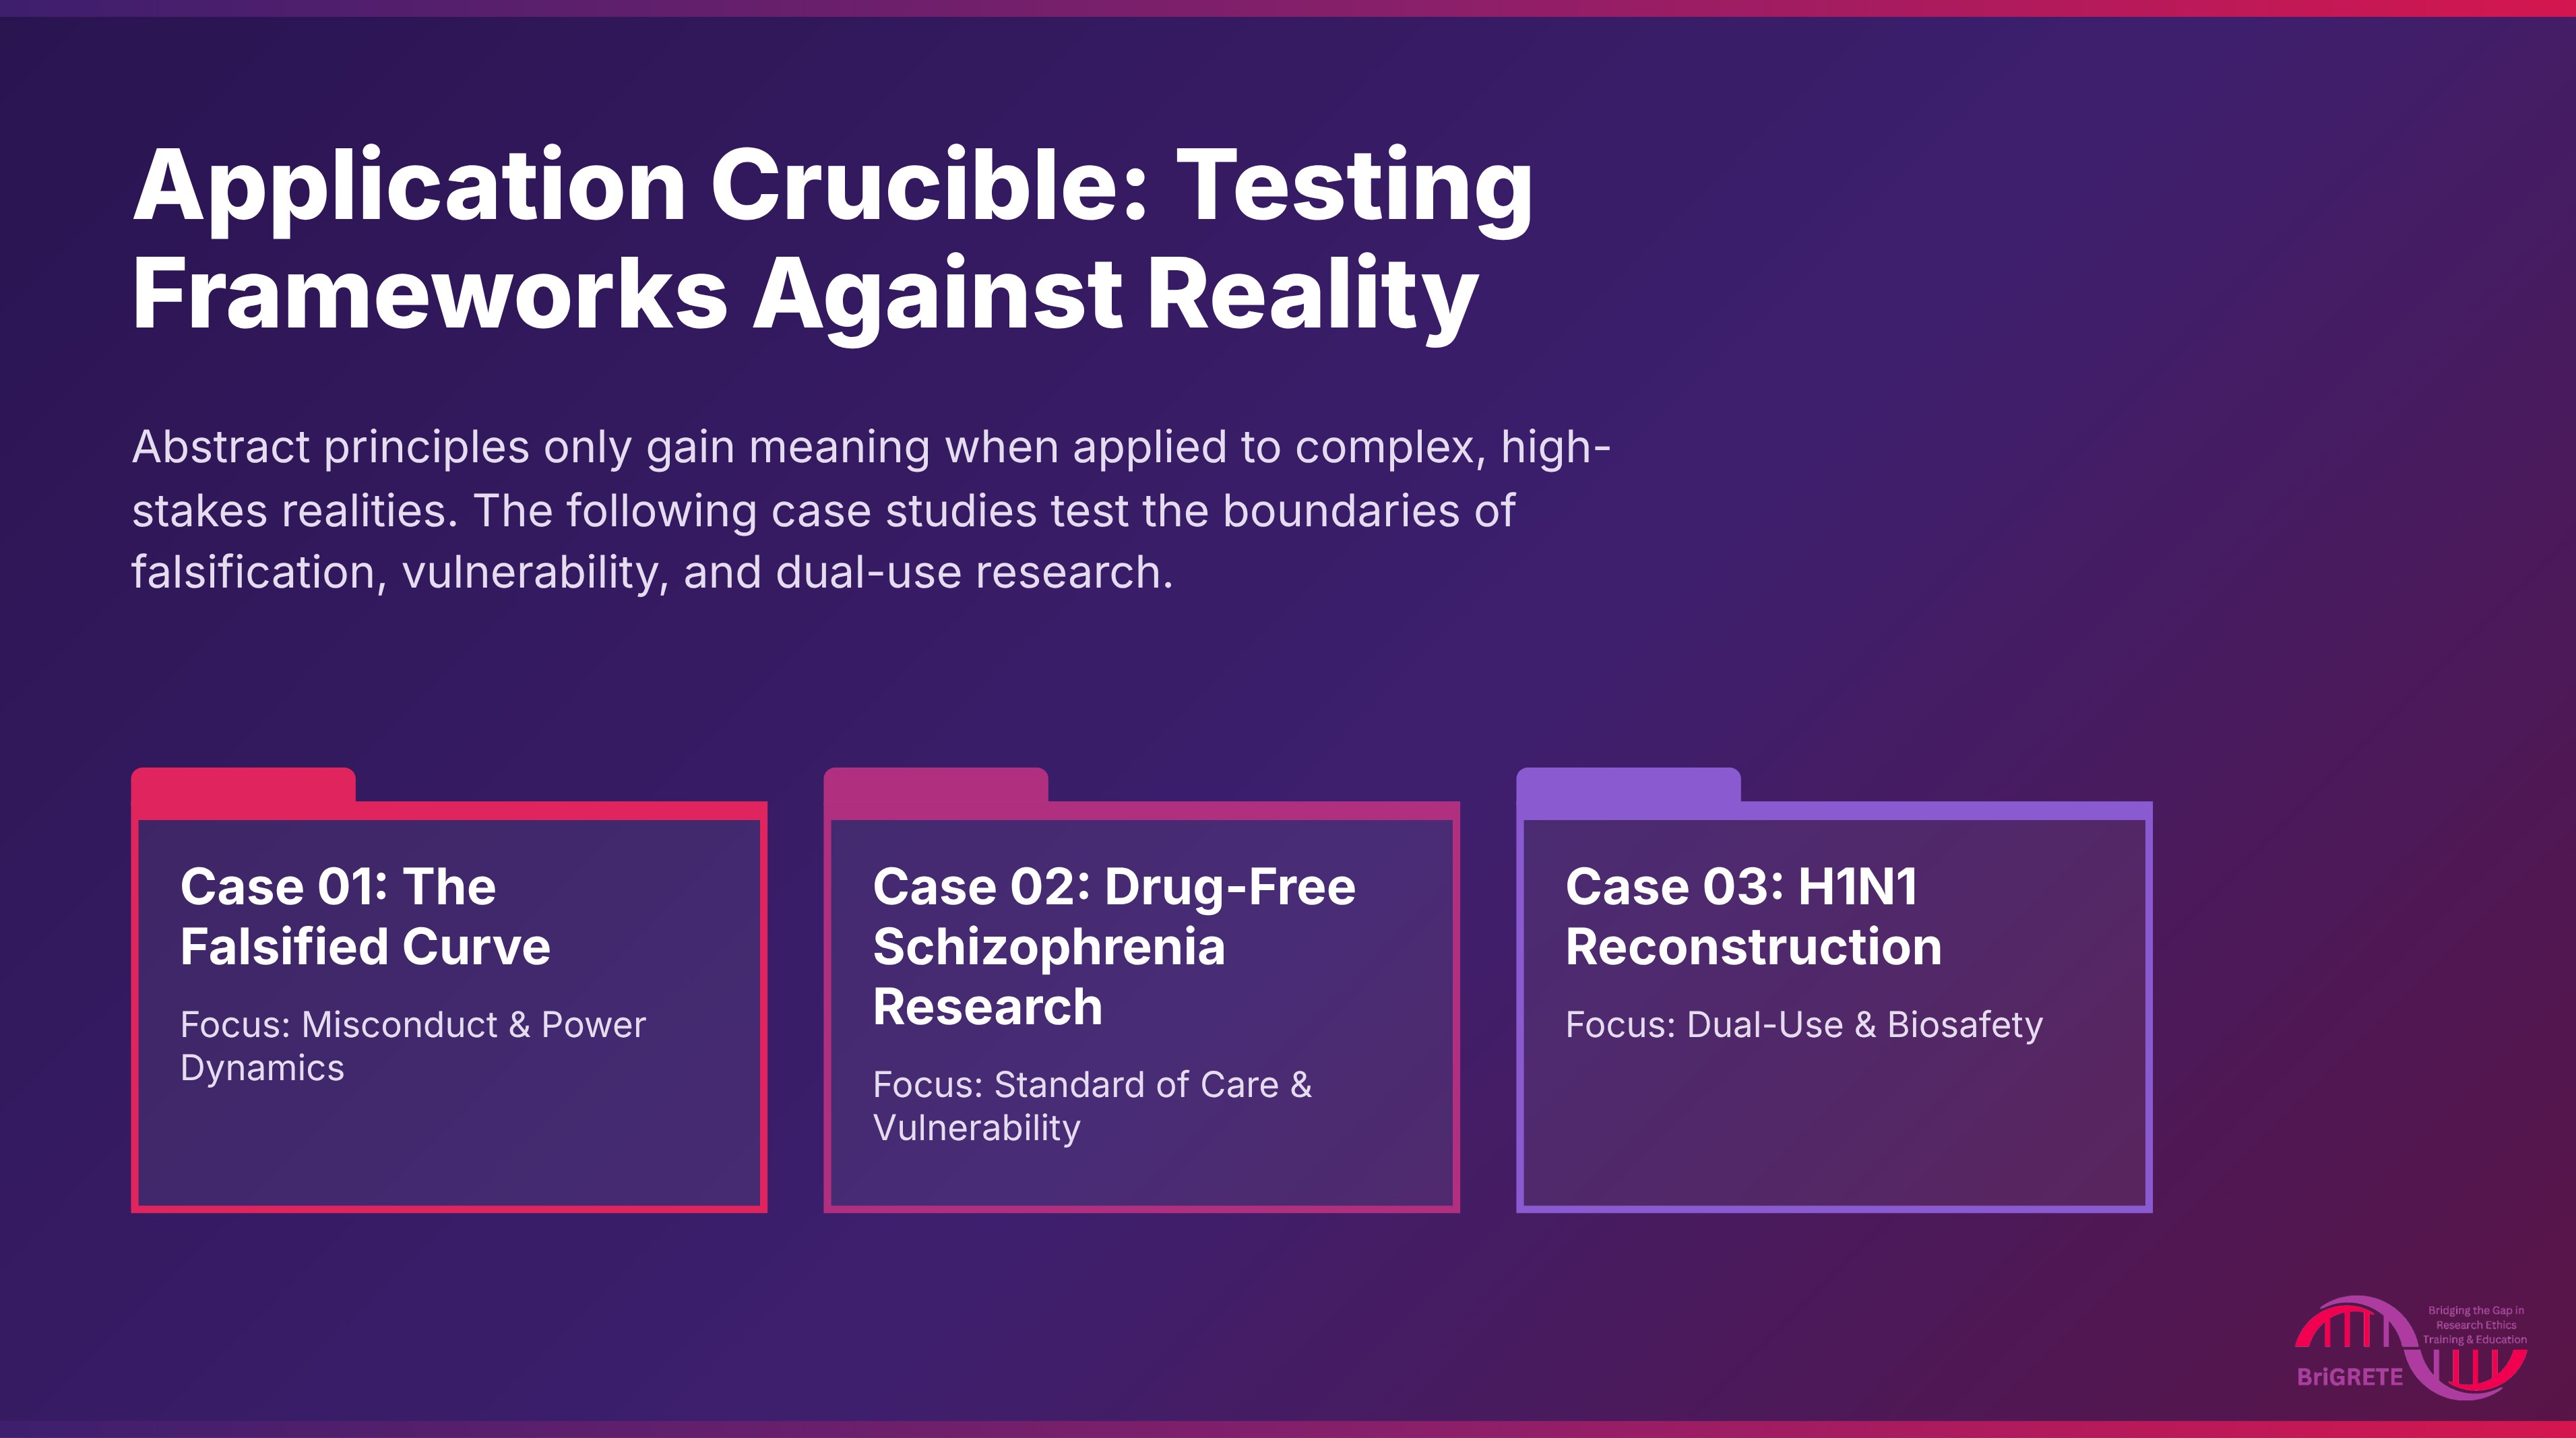 Application Crucible: Testing
Frameworks Against Reality
Abstract principles only gain meaning when applied to complex, high-
stakes realities. The following case studies test the boundaries of
falsification, vulnerability, and dual-use research.
Case 01: The
Falsified Curve
Focus: Misconduct & Power
Dynamics
Case 02: Drug-Free
Schizophrenia
Research
Focus: Standard of Care &
Vulnerability
Case 03: H1N1
Reconstruction
Focus: Dual-Use & Biosafety
Bridging the Gap in
Research Ethics
Training & Education
BriGRETE